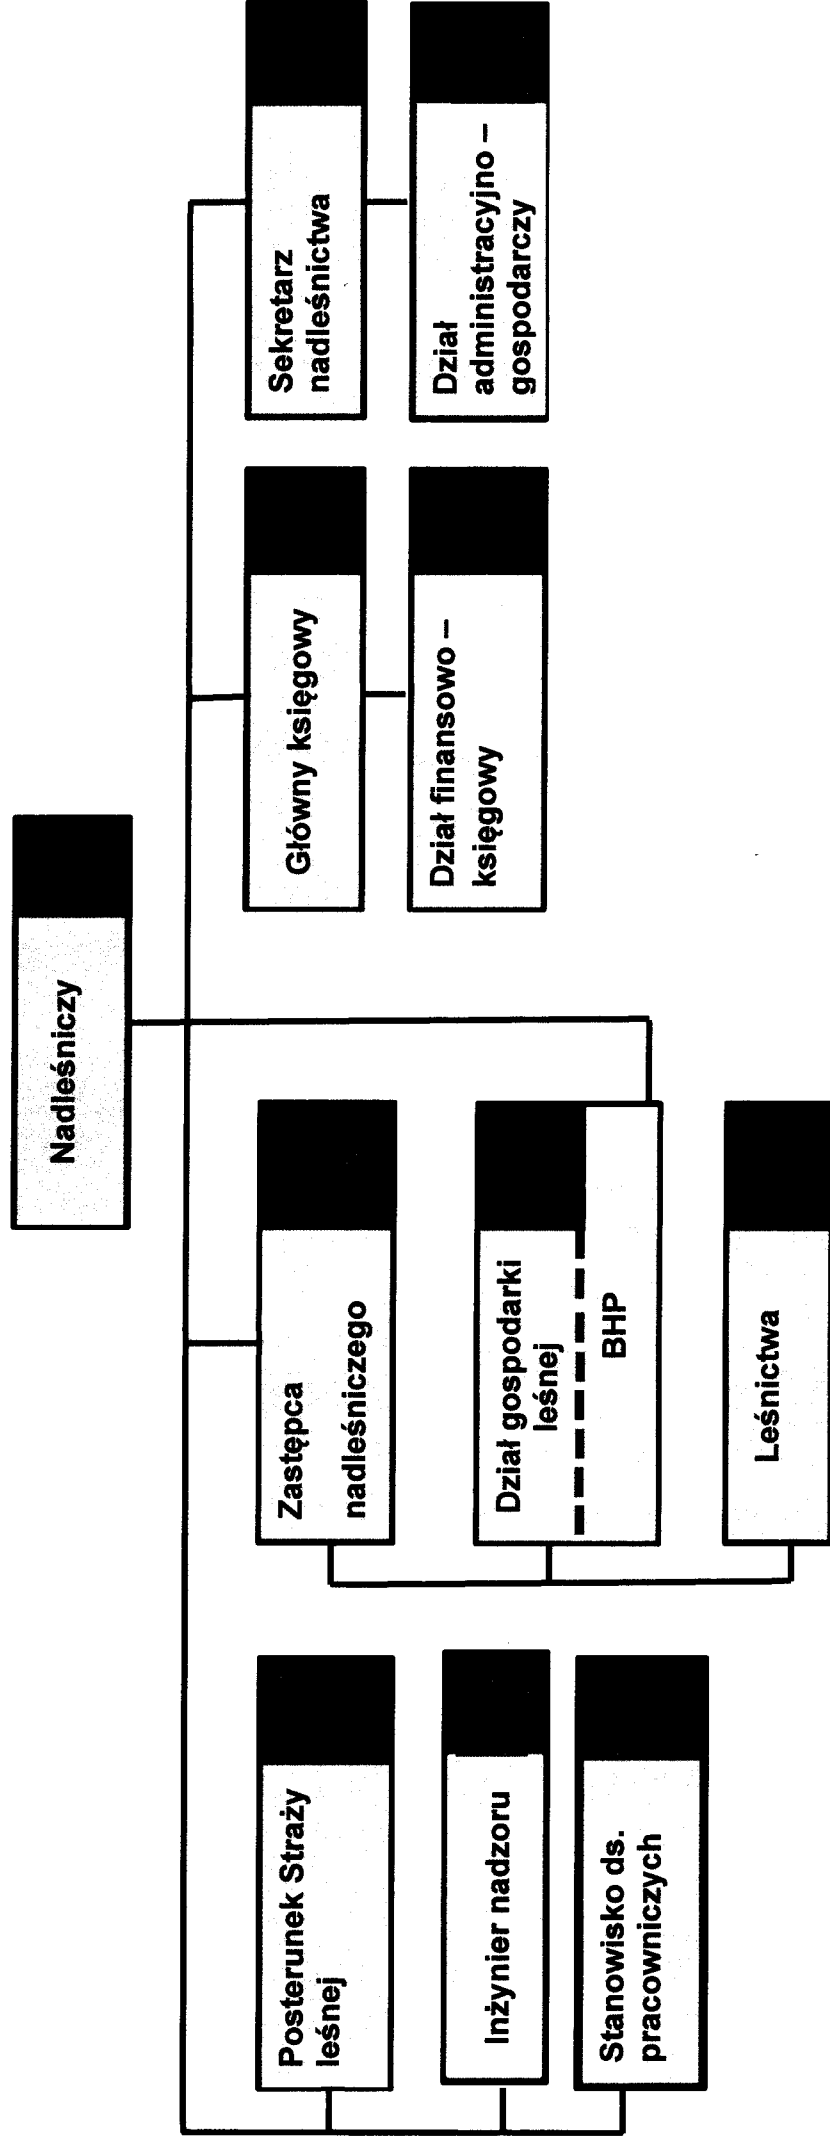 Nadleśniczy
Posterunek Straży
leśnej
Inżynier nadzoru
Stanowisko ds.
pracowniczych
Zastępca
nadleśniczego
Dział gospodarki
leśnej
BHP
Leśnictwa
Główny księgowy
Dział finansowo –
księgowy
Sekretarz
nadleśnictwa
Dział
administracyjno –
gospodarczy